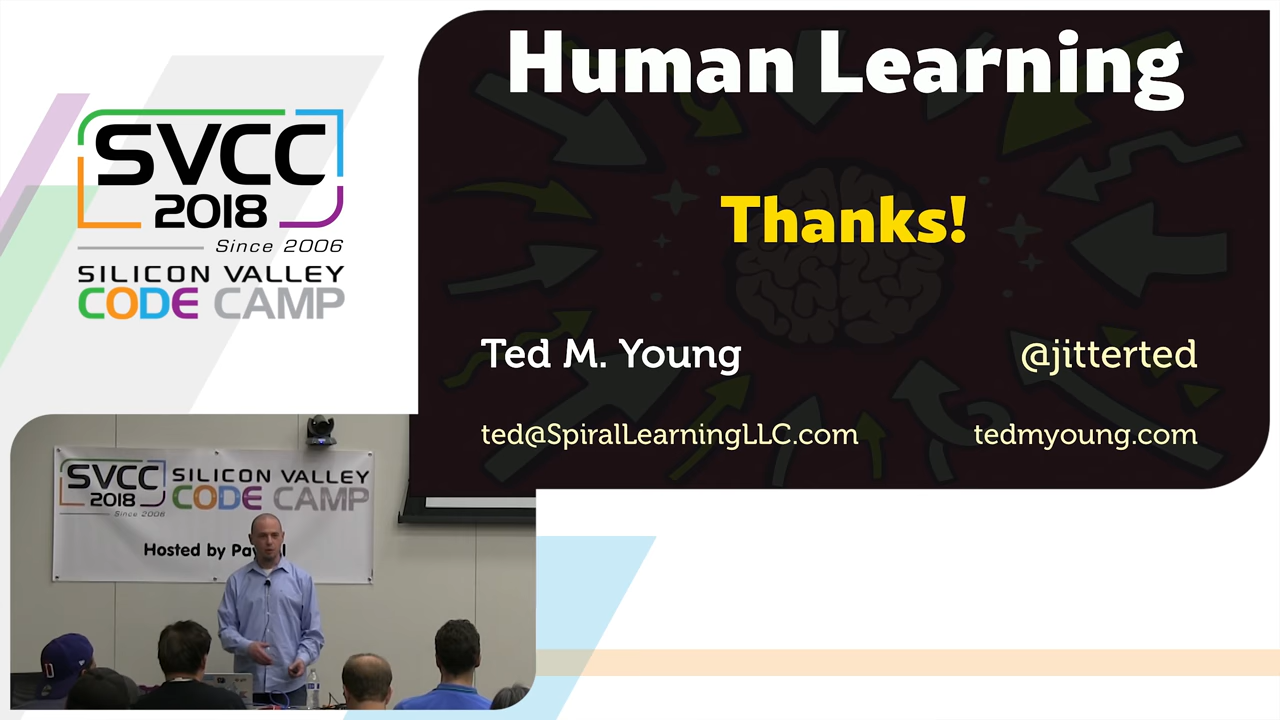 SVCC
2018
Since 2006
SILICON VALLEY
CODE CAMP
Human Learning
Thanks!
Ted M. Young
@jitterted
ted@SpiralLearningLLC.com
tedmyoung.com
SVCC
2018
Since 2006
SILICON VALLEY
CODE CAMP
Hosted by Pay